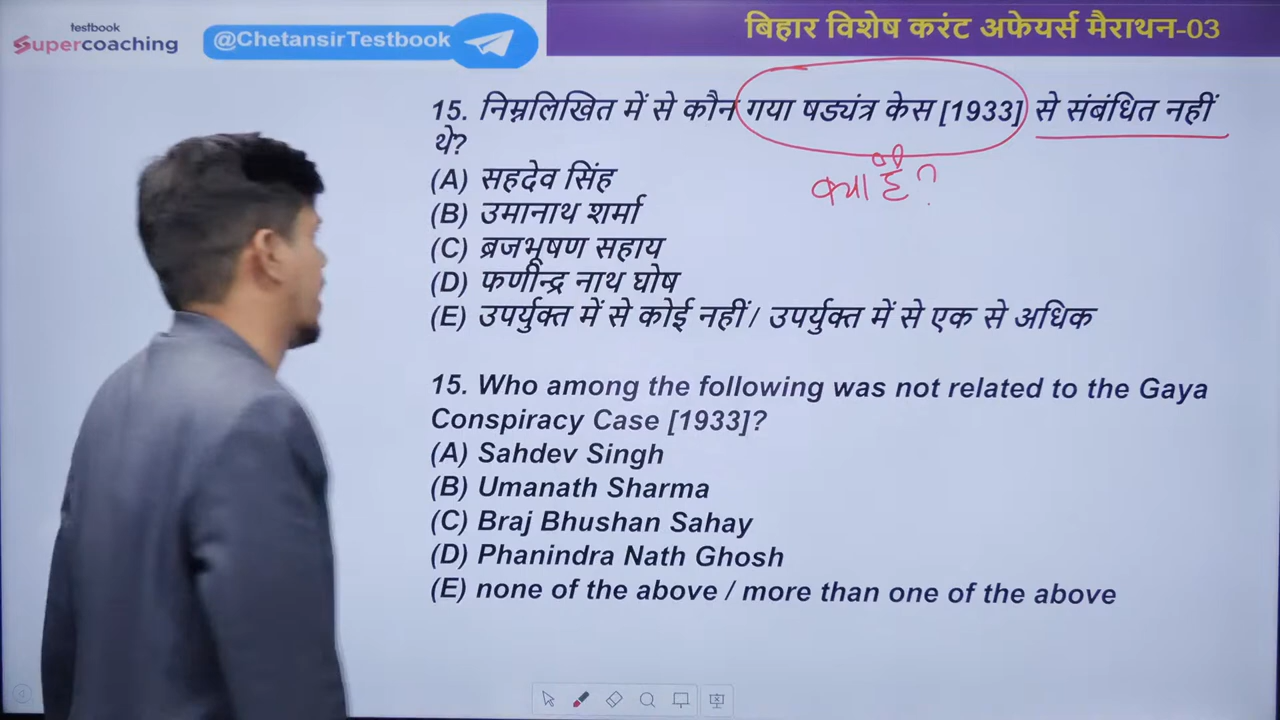 testbook
Supercoaching
@ChetansirTestbook
बिहार विशेष करंट अफेयर्स मैराथन-03
15. निम्नलिखित में से कौन गया षड्यंत्र केस [1933] से संबंधित नहीं
थे?
क्या है?
(A) सहदेव सिंह
(B) उमानाथ शर्मा
(C) ब्रजभूषण सहाय
(D) फणीन्द्र नाथ घोष
(E) उपर्युक्त में से कोई नहीं/ उपर्युक्त में से एक से अधिक
15. Who among the following was not related to the Gaya
Conspiracy Case [1933]?
(A) Sahdev Singh
(B) Umanath Sharma
(C) Braj Bhushan Sahay
(D) Phanindra Nath Ghosh
(E) none of the above / more than one of the above